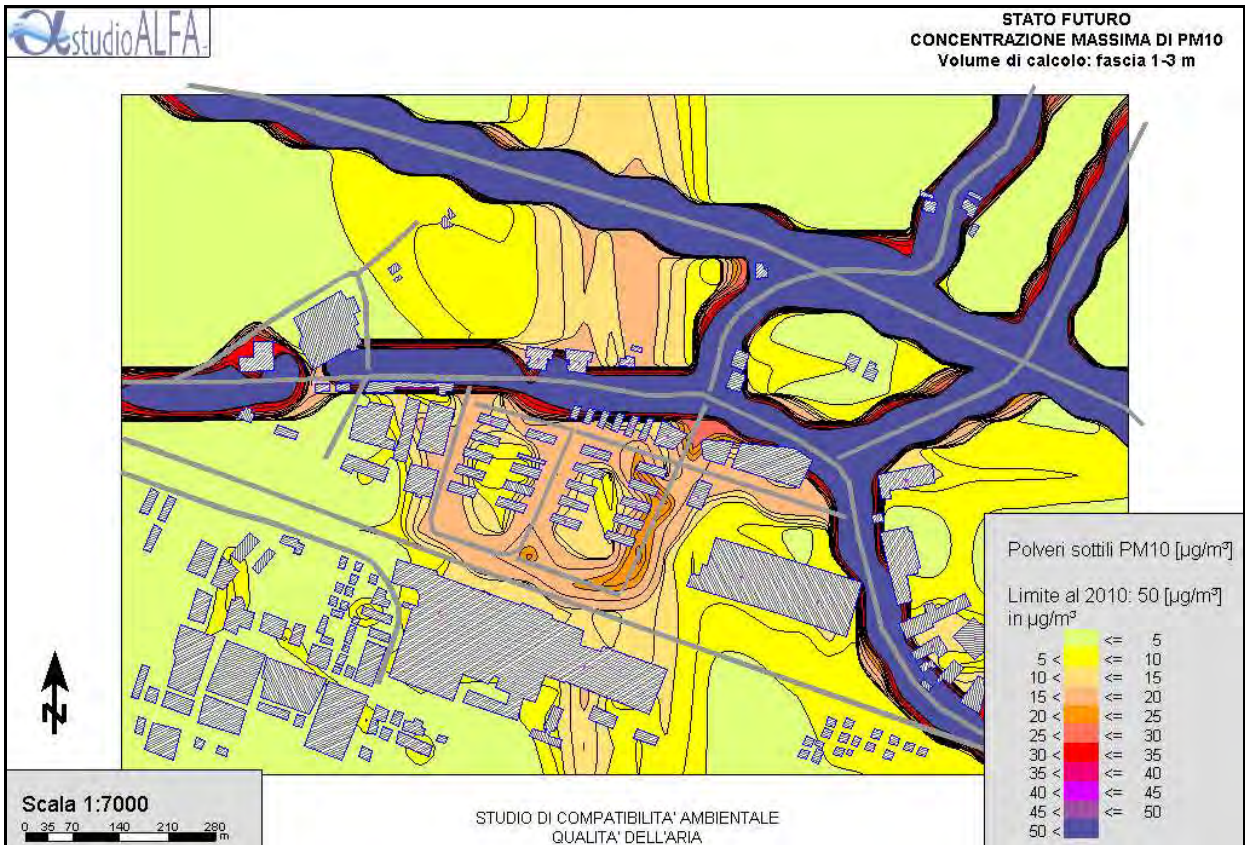 αestudioALFA
STATO FUTURO
CONCENTRAZIONE MASSIMA DI PM10
Volume di calcolo: fascia 1-3 m
Polveri sottili PM10 [µg/m³]
Limite al 2010: 50 [µg/m³]
in µg/m³
<= 5
5 < <= 10
10 < <= 15
15 < <= 20
20 < <= 25
25 < <= 30
30 < <= 35
35 < <= 40
40 < <= 45
45 < <= 50
50 <
N
Scala 1:7000
0 35 70 140 210 280
m
STUDIO DI COMPATIBILITA' AMBIENTALE
QUALITA' DELL'ARIA